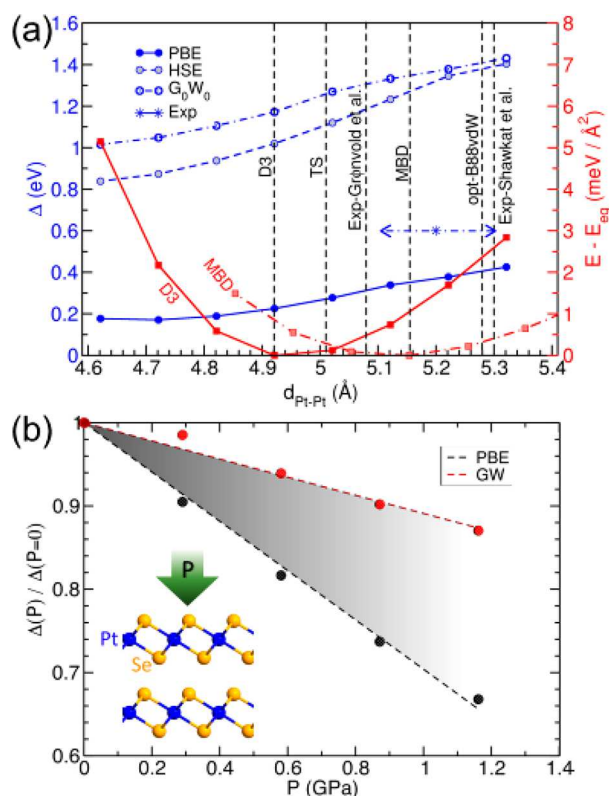 (a)
1.6
1.4
1.2
1
0.8
0.6
0.4
0.2
0
Δ (eV)
PBE
HSE
G0W0
Exp
D3
TS
Exp-Grønvold et al.
MBD
opt-B88vdW
Exp-Shawkat et al.
MBD
D3
8
7
6
5
4
3
2
1
0
E - Eeq (meV / Å²)
4.6 4.7 4.8 4.9 5 5.1 5.2 5.3 5.4
dPt-Pt (Å)
(b)
1
0.9
0.8
0.7
0.6
Δ(P) / Δ(P=0)
PBE
GW
P
Pt
Se
0 0.2 0.4 0.6 0.8 1 1.2 1.4
P (GPa)